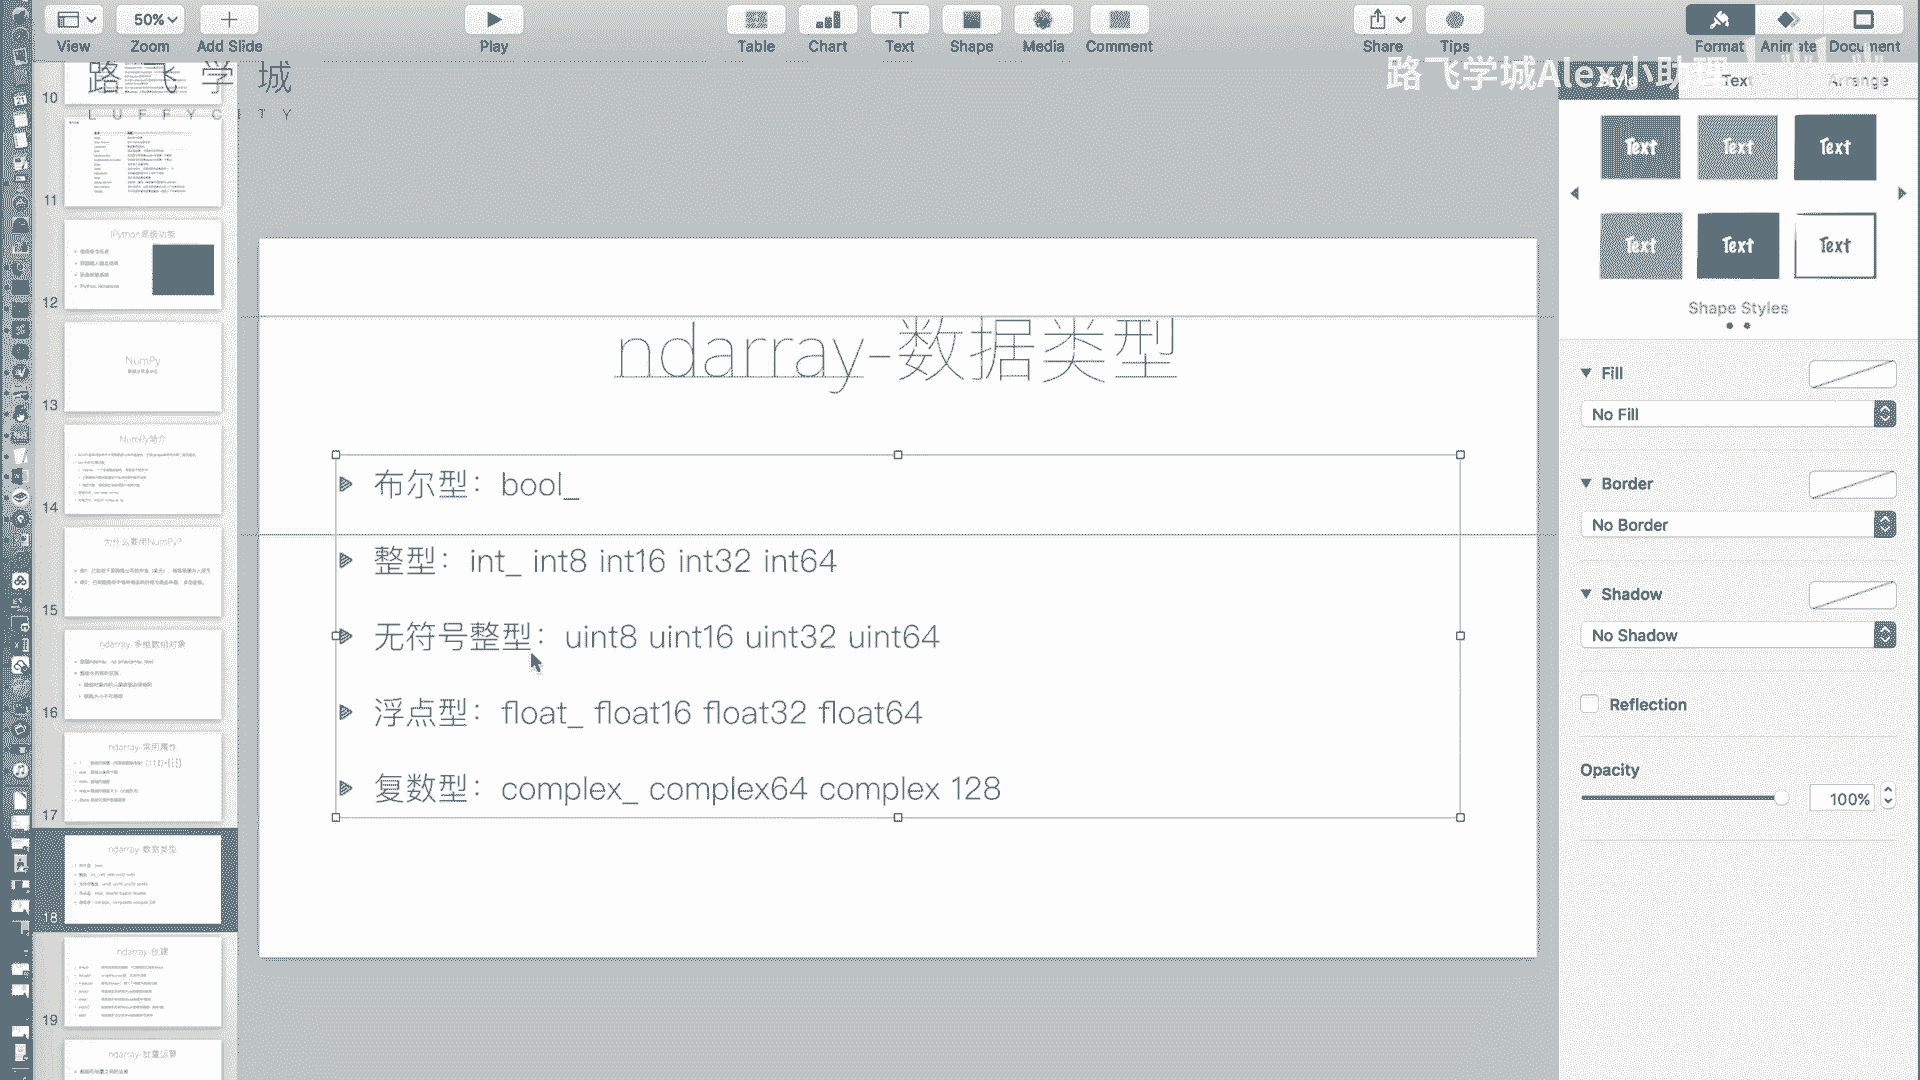 View
50%
Zoom
Add Slide
Play
Table
Chart
Text
Shape
Media
Comment
Share
Tips
Format
Animate
Document
路飞学城
LUFFYCITY
路飞学城Alex小助理
Text
Arrange
10
11
12
IPython高级功能
13
NumPy
14
NumPy简介
15
为什么要用NumPy?
16
ndarray-多维数组对象
17
ndarray-常用属性
18
ndarray-数据类型
19
ndarray-创建
ndarray-批量运算
ndarray-数据类型
布尔型：bool_
整型：int_ int8 int16 int32 int64
无符号整型：uint8 uint16 uint32 uint64
浮点型：float_ float16 float32 float64
复数型：complex_ complex64 complex 128
Text
Text
Text
Text
Text
Text
Shape Styles
Fill
No Fill
Border
No Border
Shadow
No Shadow
Reflection
Opacity
100%